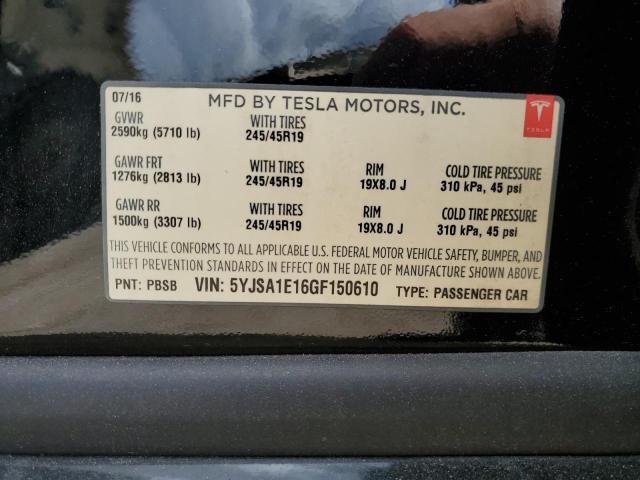 07/16 MFD BY TESLA MOTORS, INC.
GVWR WITH TIRES
2590kg (5710 lb) 245/45R19
TESLA
GAWR FRT WITH TIRES RIM COLD TIRE PRESSURE
1276kg (2813 lb) 245/45R19 19X8.0 J 310 kPa, 45 psi
GAWR RR WITH TIRES RIM COLD TIRE PRESSURE
1500kg (3307 lb) 245/45R19 19X8.0 J 310 kPa, 45 psi
THIS VEHICLE CONFORMS TO ALL APPLICABLE U.S. FEDERAL MOTOR VEHICLE SAFETY, BUMPER, AND
THEFT PREVENTION STANDARDS IN EFFECT ON THE DATE OF MANUFACTURE SHOWN ABOVE.
PNT: PBSB VIN: 5YJSA1E16GF150610 TYPE: PASSENGER CAR